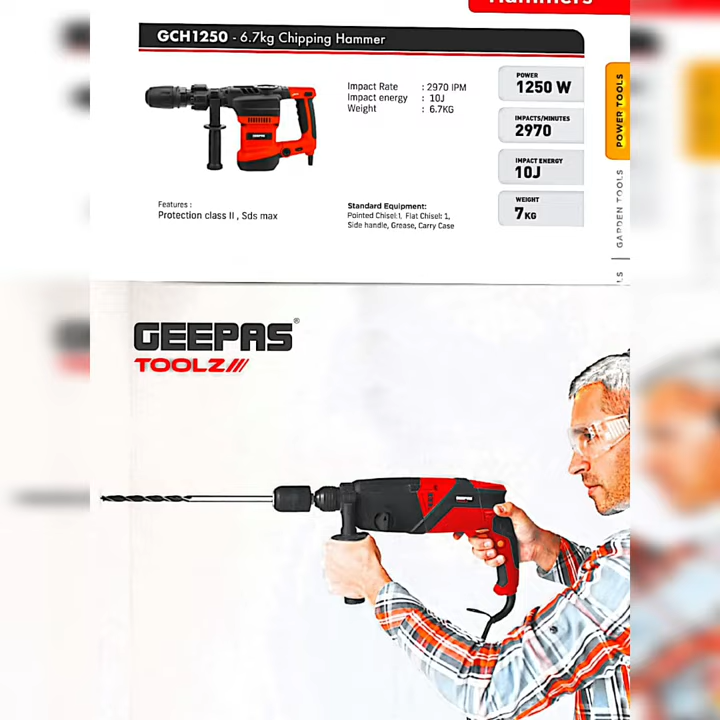 Hammers
GCH1250 - 6.7kg Chipping Hammer
Impact Rate : 2970 IPM
Impact energy : 10J
Weight : 6.7KG
POWER
1250 W
IMPACTS/MINUTES
2970
IMPACT ENERGY
10J
WEIGHT
7KG
Features :
Protection class II , Sds max
Standard Equipment:
Pointed Chisel:1, Flat Chisel: 1,
Side handle, Grease, Carry Case
POWER TOOLS
GARDEN TOOLS
GEEPAS®
TOOLZ
GEEPAS
GEEPAS